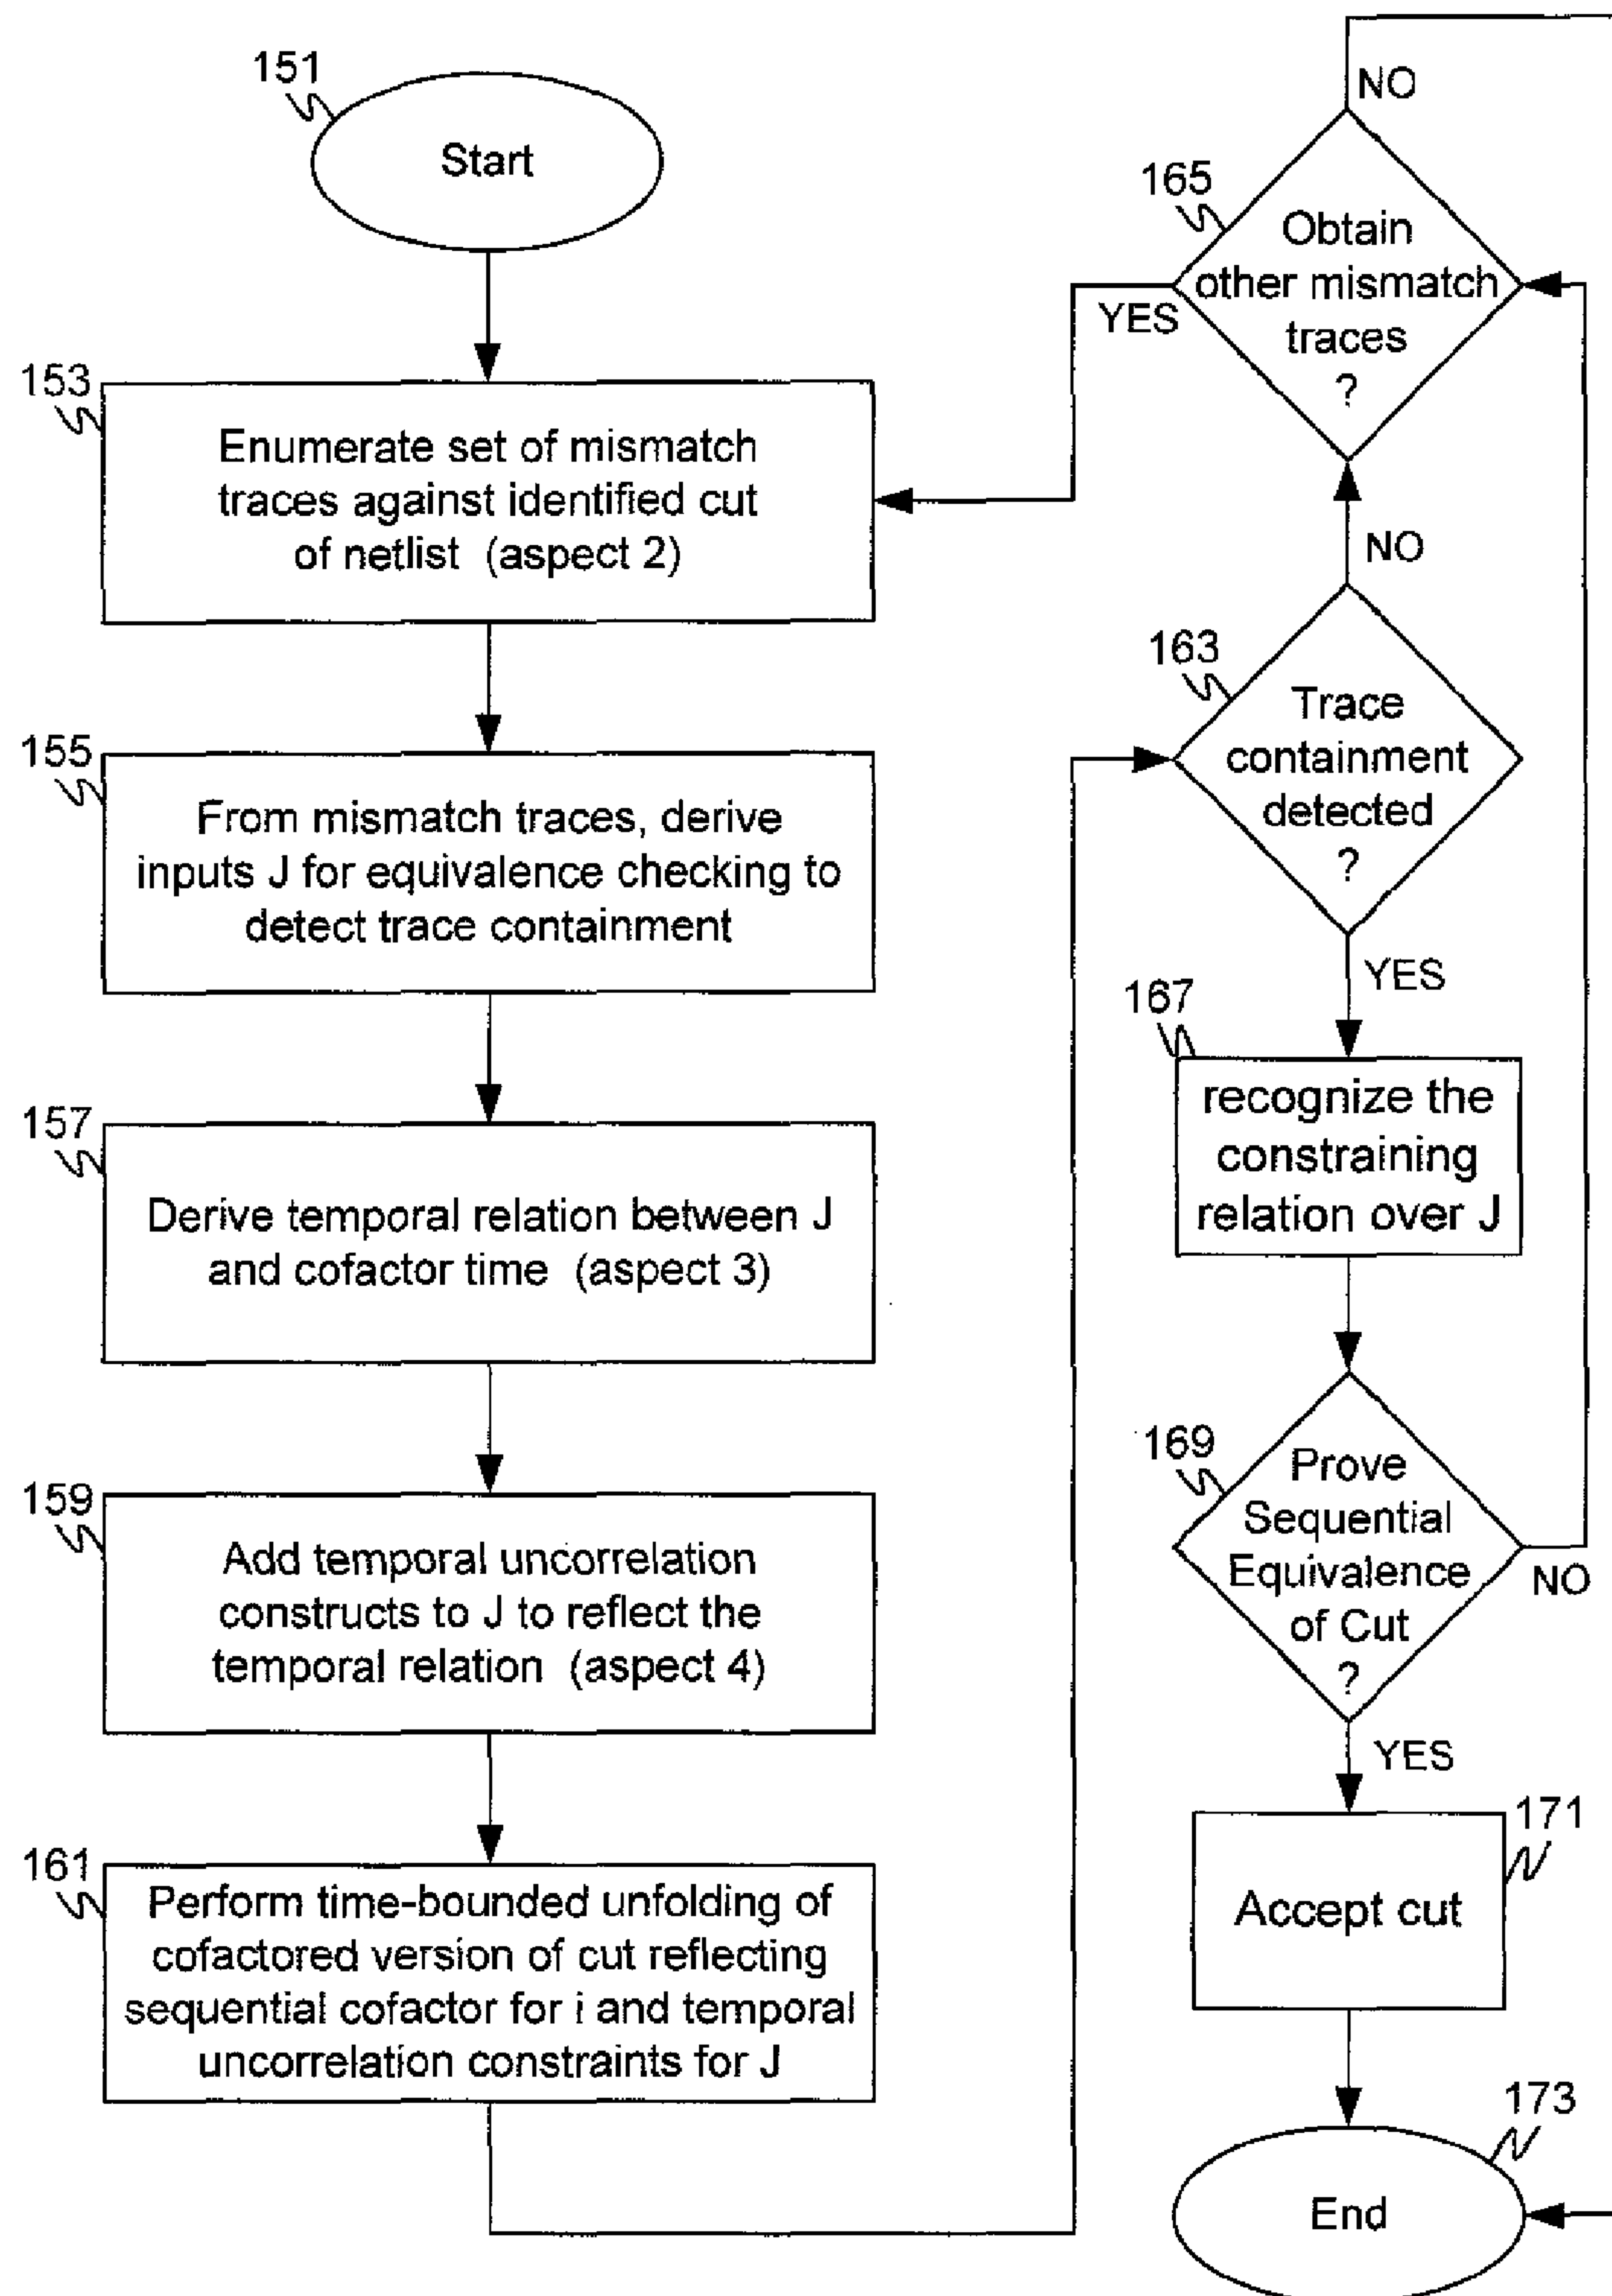 151
Start
153
Enumerate set of mismatch
traces against identified cut
of netlist (aspect 2)
155
From mismatch traces, derive
inputs J for equivalence checking to
detect trace containment
157
Derive temporal relation between J
and cofactor time (aspect 3)
159
Add temporal uncorrelation
constructs to J to reflect the
temporal relation (aspect 4)
161
Perform time-bounded unfolding of
cofactored version of cut reflecting
sequential cofactor for i and temporal
uncorrelation constraints for J
NO
165
Obtain
other mismatch
traces
?
YES
NO
163
Trace
containment
detected
?
YES
167
recognize the
constraining
relation over J
169
Prove
Sequential
Equivalence
of Cut
?
NO
YES
171
Accept cut
173
End